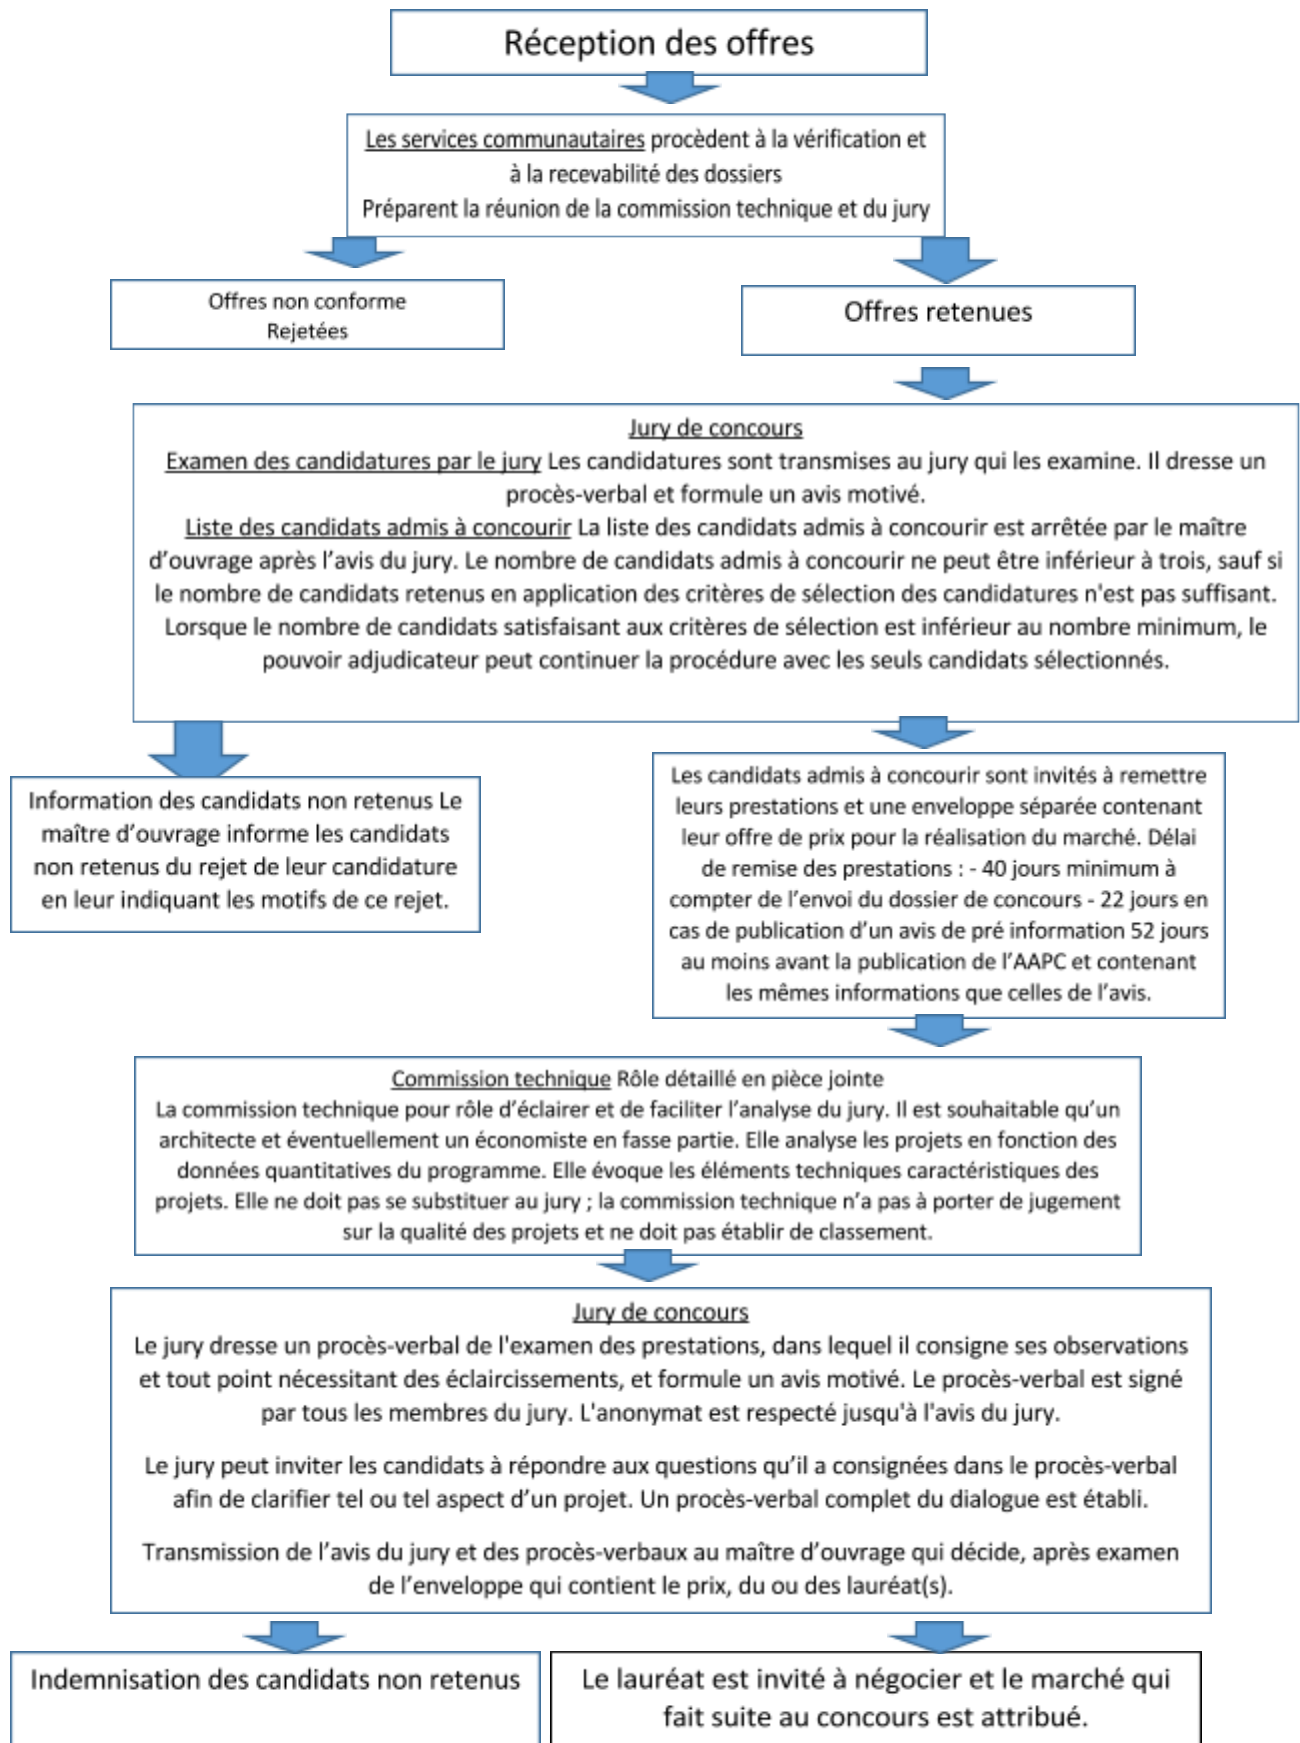 Réception des offres
Les services communautaires procèdent à la vérification et
à la recevabilité des dossiers
Préparent la réunion de la commission technique et du jury
Offres non conforme
Rejetées
Offres retenues
Jury de concours
Examen des candidatures par le jury Les candidatures sont transmises au jury qui les examine. Il dresse un
procès-verbal et formule un avis motivé.
Liste des candidats admis à concourir La liste des candidats admis à concourir est arrêtée par le maître
d’ouvrage après l’avis du jury. Le nombre de candidats admis à concourir ne peut être inférieur à trois, sauf si
le nombre de candidats retenus en application des critères de sélection des candidatures n'est pas suffisant.
Lorsque le nombre de candidats satisfaisant aux critères de sélection est inférieur au nombre minimum, le
pouvoir adjudicateur peut continuer la procédure avec les seuls candidats sélectionnés.
Information des candidats non retenus Le
maître d’ouvrage informe les candidats
non retenus du rejet de leur candidature
en leur indiquant les motifs de ce rejet.
Les candidats admis à concourir sont invités à remettre
leurs prestations et une enveloppe séparée contenant
leur offre de prix pour la réalisation du marché. Délai
de remise des prestations : - 40 jours minimum à
compter de l’envoi du dossier de concours - 22 jours en
cas de publication d’un avis de pré information 52 jours
au moins avant la publication de l’AAPC et contenant
les mêmes informations que celles de l’avis.
Commission technique Rôle détaillé en pièce jointe
La commission technique pour rôle d’éclairer et de faciliter l’analyse du jury. Il est souhaitable qu’un
architecte et éventuellement un économiste en fasse partie. Elle analyse les projets en fonction des
données quantitatives du programme. Elle évoque les éléments techniques caractéristiques des
projets. Elle ne doit pas se substituer au jury ; la commission technique n’a pas à porter de jugement
sur la qualité des projets et ne doit pas établir de classement.
Jury de concours
Le jury dresse un procès-verbal de l'examen des prestations, dans lequel il consigne ses observations
et tout point nécessitant des éclaircissements, et formule un avis motivé. Le procès-verbal est signé
par tous les membres du jury. L'anonymat est respecté jusqu'à l'avis du jury.
Le jury peut inviter les candidats à répondre aux questions qu’il a consignées dans le procès-verbal
afin de clarifier tel ou tel aspect d’un projet. Un procès-verbal complet du dialogue est établi.
Transmission de l’avis du jury et des procès-verbaux au maître d’ouvrage qui décide, après examen
de l’enveloppe qui contient le prix, du ou des lauréat(s).
Indemnisation des candidats non retenus
Le lauréat est invité à négocier et le marché qui
fait suite au concours est attribué.